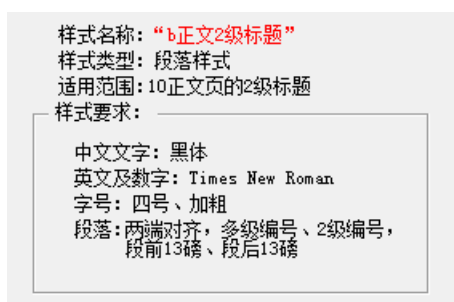 样式名称：“b正文2级标题”
样式类型：段落样式
适用范围：10正文页的2级标题
样式要求：
中文文字：黑体
英文及数字：Times New Roman
字号：四号、加粗
段落：两端对齐，多级编号、2级编号，
段前13磅、段后13磅